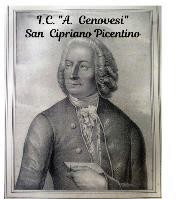 I.C. "A. Genovesi"
San Cipriano Picentino